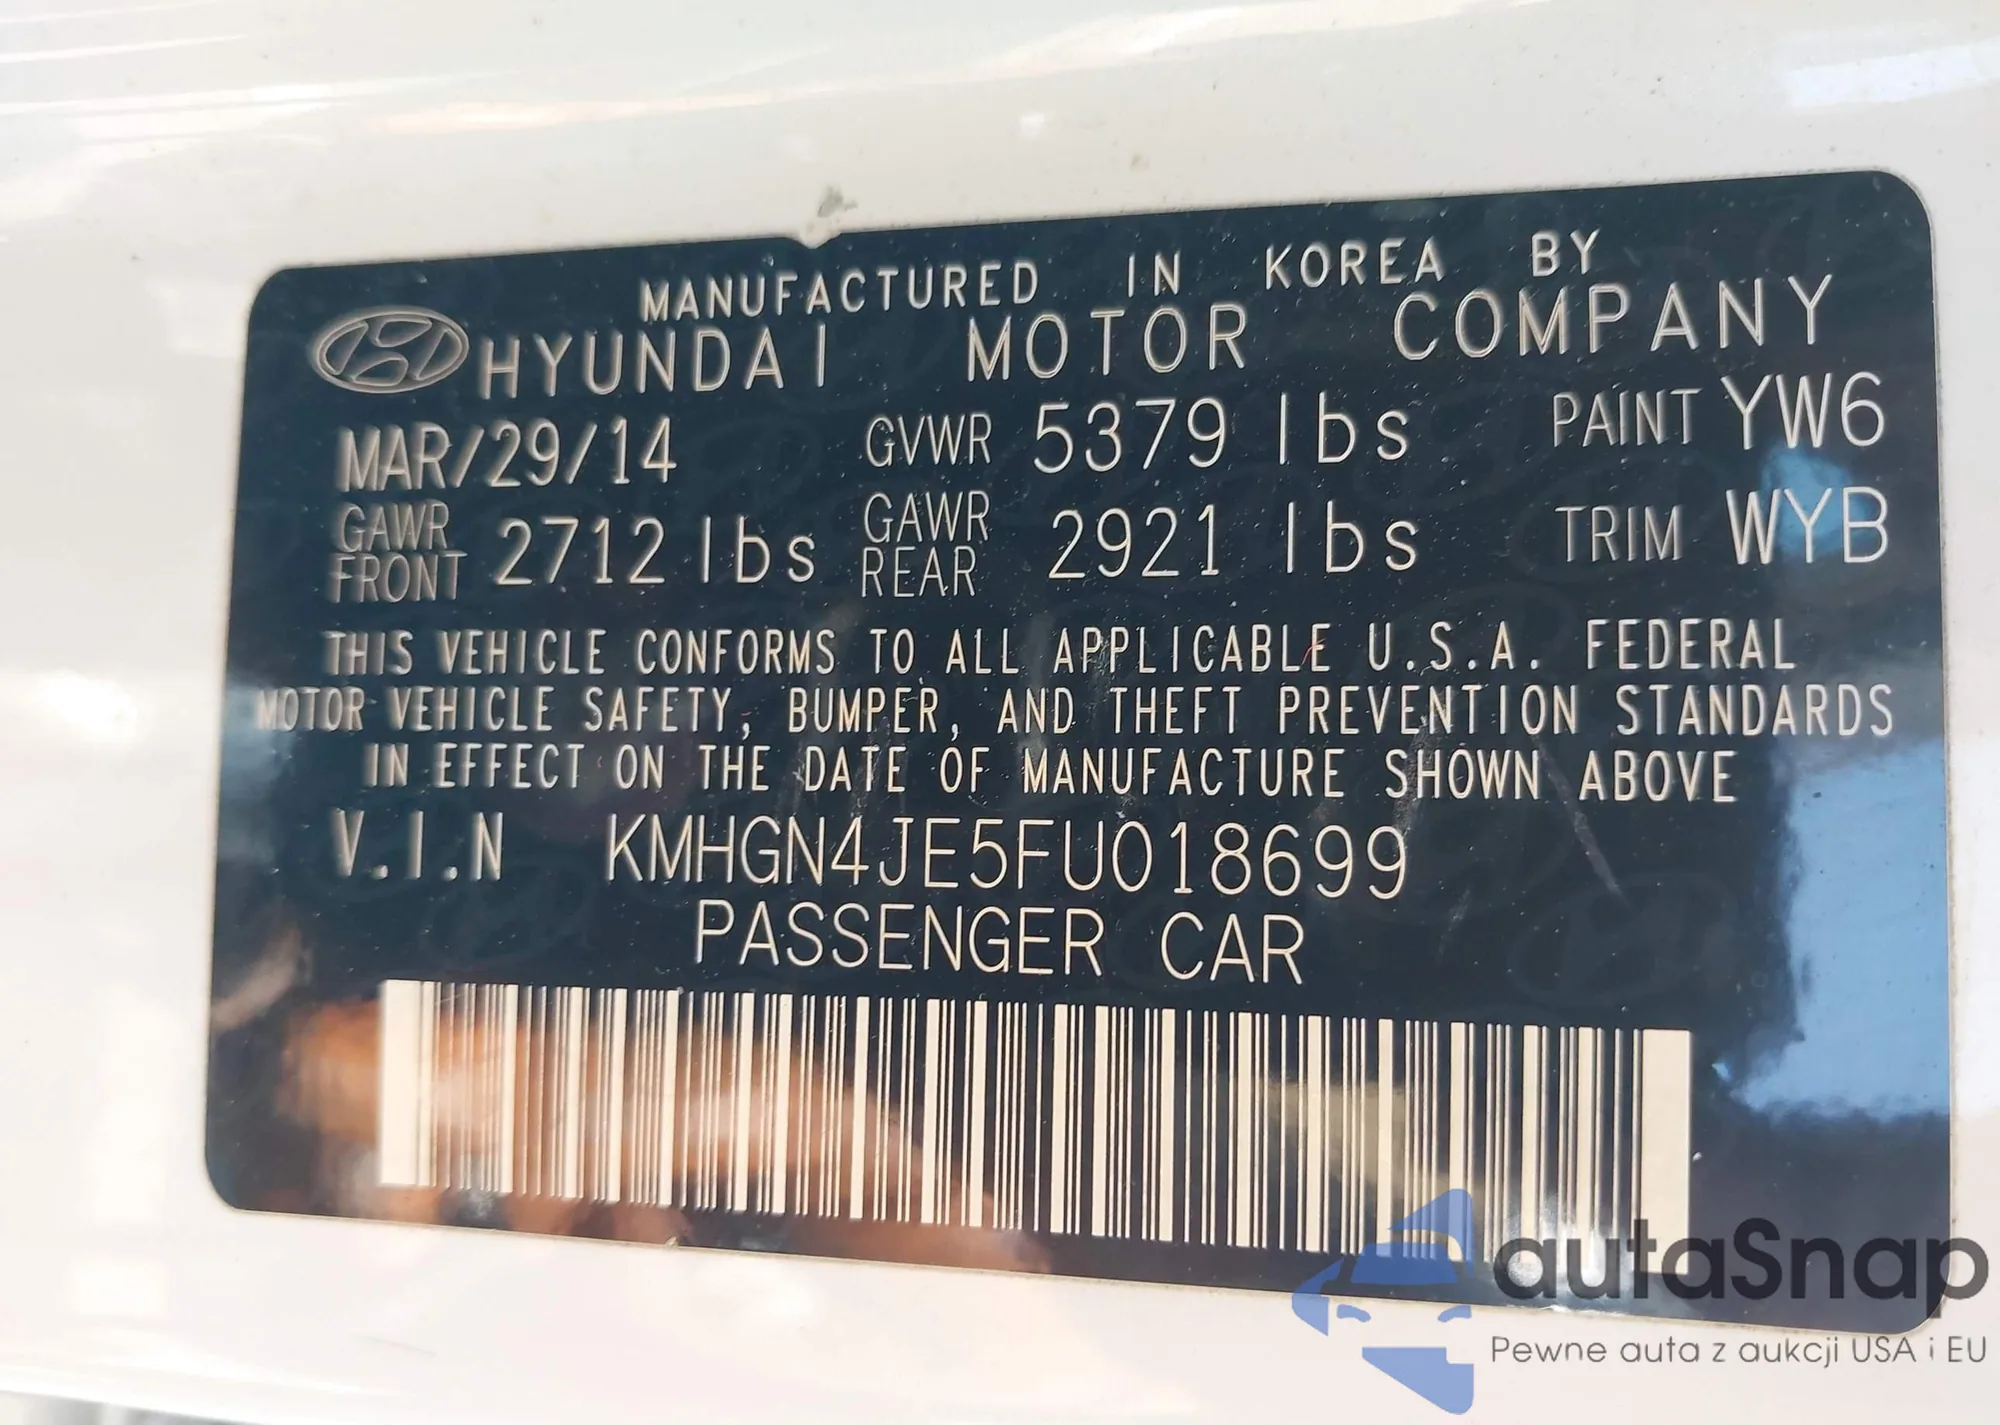 MANUFACTURED IN KOREA BY
HYUNDAI MOTOR COMPANY
MAR/29/14 GVWR 5379 lbs PAINT YW6
GAWR FRONT 2712 lbs GAWR REAR 2921 lbs TRIM WYB
THIS VEHICLE CONFORMS TO ALL APPLICABLE U.S.A. FEDERAL
MOTOR VEHICLE SAFETY, BUMPER, AND THEFT PREVENTION STANDARDS
IN EFFECT ON THE DATE OF MANUFACTURE SHOWN ABOVE
V.I.N KMHGN4JE5FU018699
PASSENGER CAR
autaSnap
Pewne auta z aukcji USA i EU